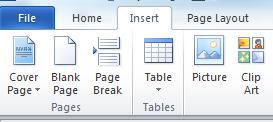 File Home Insert Page Layout
Cover Page Blank Page Page Break Table Picture Clip Art
Pages Tables